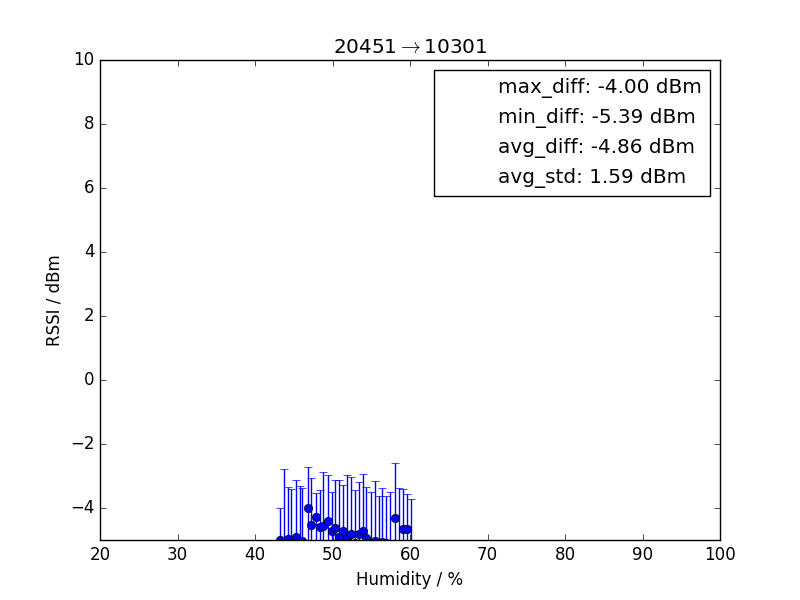 20451→10301
max_diff: -4.00 dBm
min_diff: -5.39 dBm
avg_diff: -4.86 dBm
avg_std: 1.59 dBm
10
8
6
4
2
0
−2
−4
RSSI / dBm
20 30 40 50 60 70 80 90 100
Humidity / %